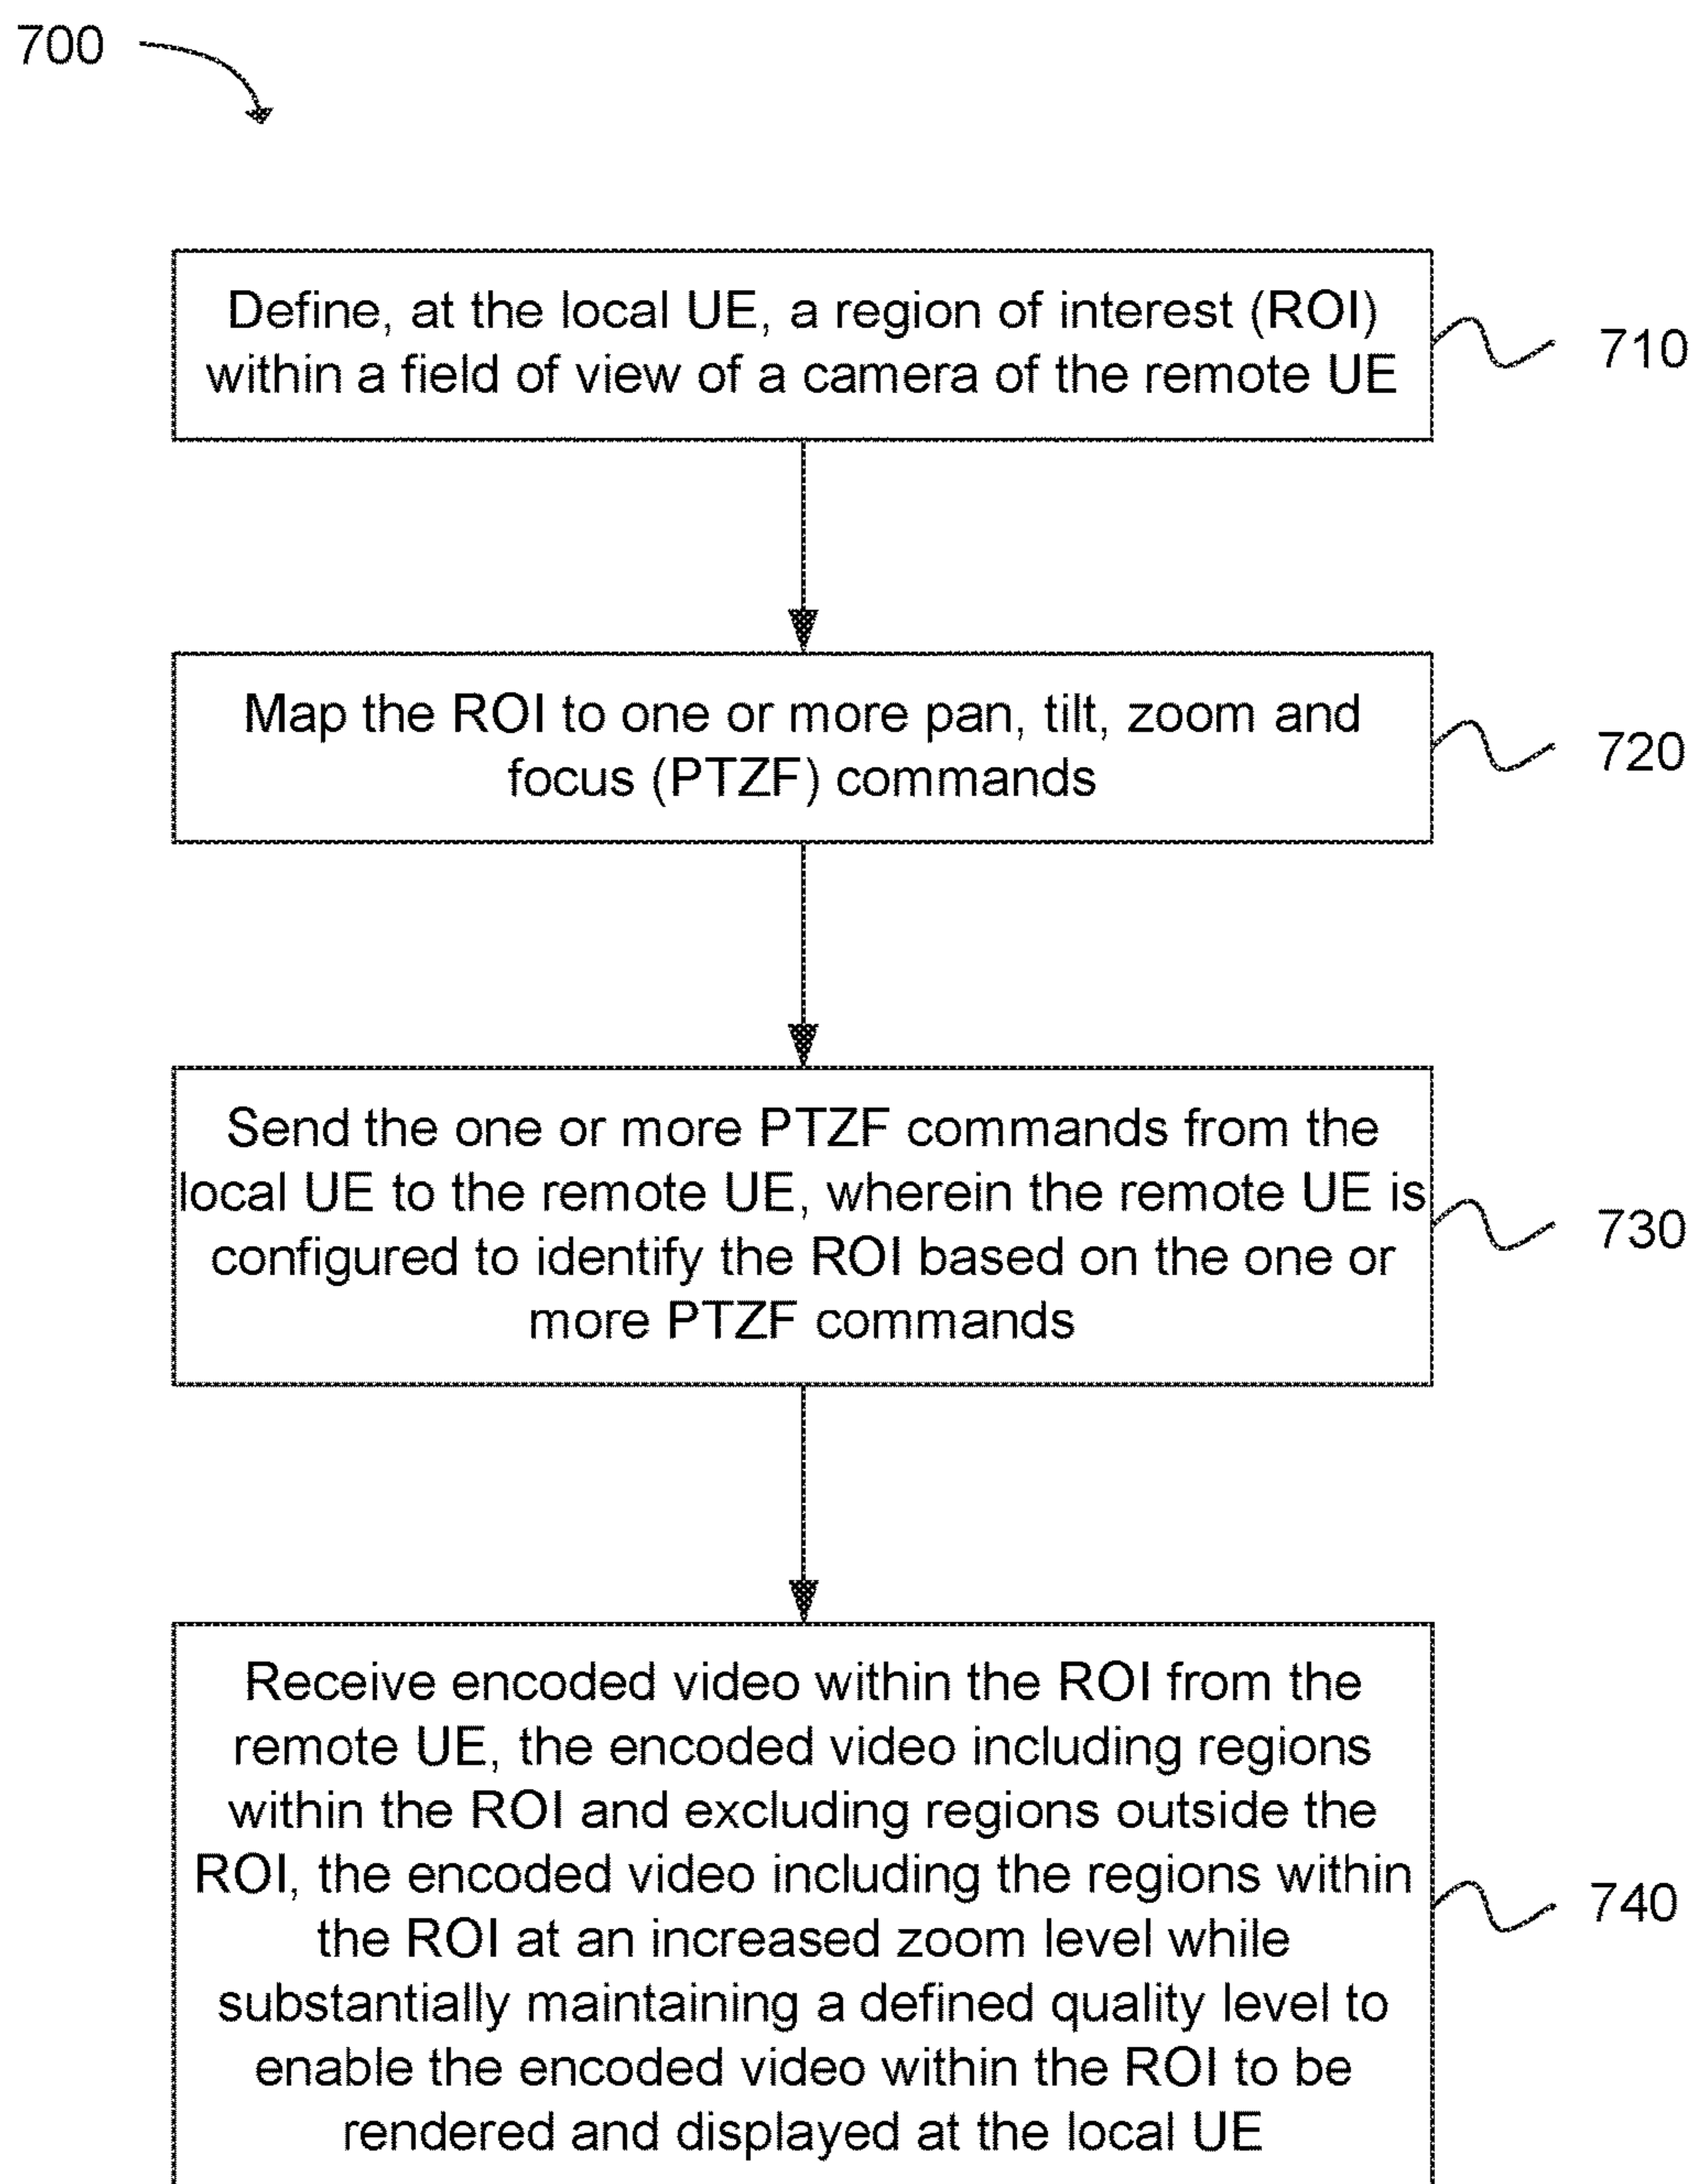 700
Define, at the local UE, a region of interest (ROI)
within a field of view of a camera of the remote UE
710
Map the ROI to one or more pan, tilt, zoom and
focus (PTZF) commands
720
Send the one or more PTZF commands from the
local UE to the remote UE, wherein the remote UE is
configured to identify the ROI based on the one or
more PTZF commands
730
Receive encoded video within the ROI from the
remote UE, the encoded video including regions
within the ROI and excluding regions outside the
ROI, the encoded video including the regions within
the ROI at an increased zoom level while
substantially maintaining a defined quality level to
enable the encoded video within the ROI to be
rendered and displayed at the local UE
740